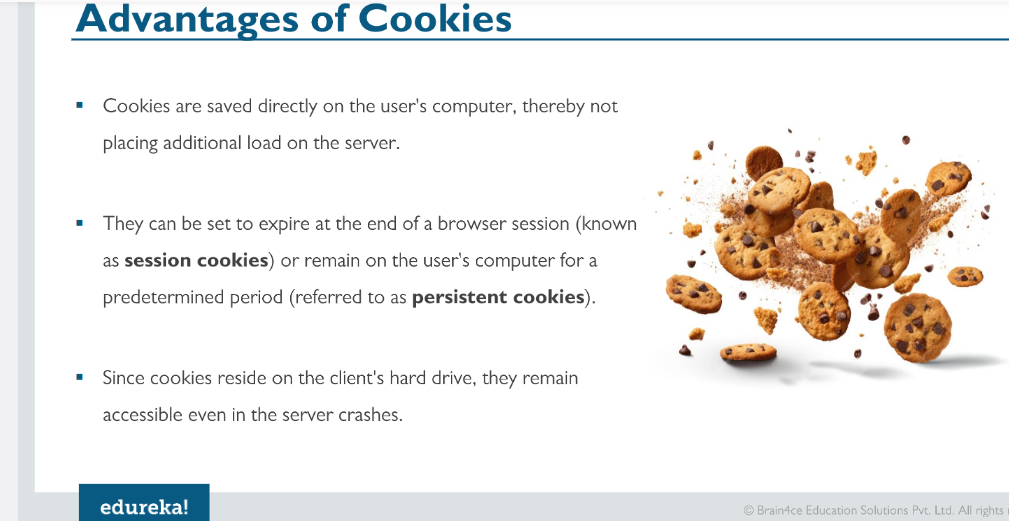 Advantages of Cookies
▪ Cookies are saved directly on the user's computer, thereby not
placing additional load on the server.
▪ They can be set to expire at the end of a browser session (known
as session cookies) or remain on the user's computer for a
predetermined period (referred to as persistent cookies).
▪ Since cookies reside on the client's hard drive, they remain
accessible even in the server crashes.
edureka!
© Brain4ce Education Solutions Pvt. Ltd. All rights